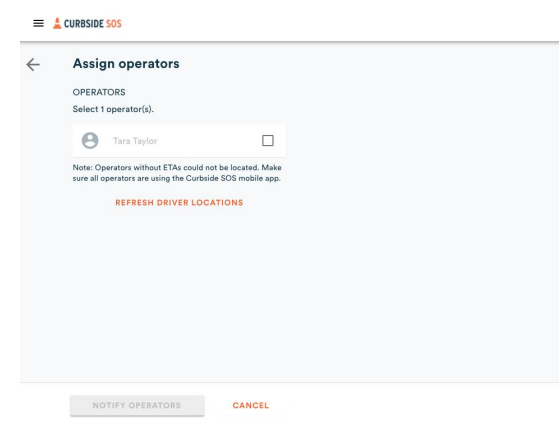 CURBSIDE SOS
Assign operators
OPERATORS
Select 1 operator(s).
Tara Taylor
Note: Operators without ETAs could not be located. Make
sure all operators are using the Curbside SOS mobile app.
REFRESH DRIVER LOCATIONS
NOTIFY OPERATORS
CANCEL